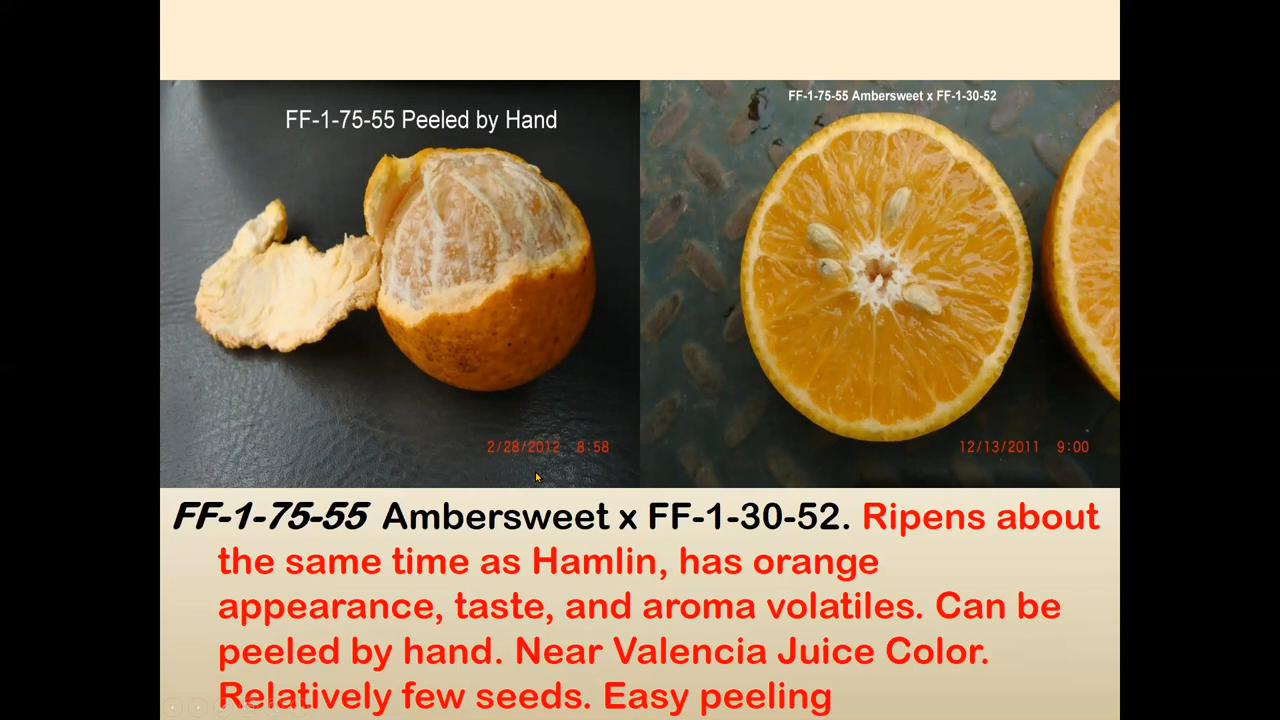 FF-1-75-55 Peeled by Hand
2/28/2012 8:58
FF-1-75-55 Ambersweet x FF-1-30-52
12/13/2011 9:00
FF-1-75-55 Ambersweet x FF-1-30-52. Ripens about
the same time as Hamlin, has orange
appearance, taste, and aroma volatiles. Can be
peeled by hand. Near Valencia Juice Color.
Relatively few seeds. Easy peeling